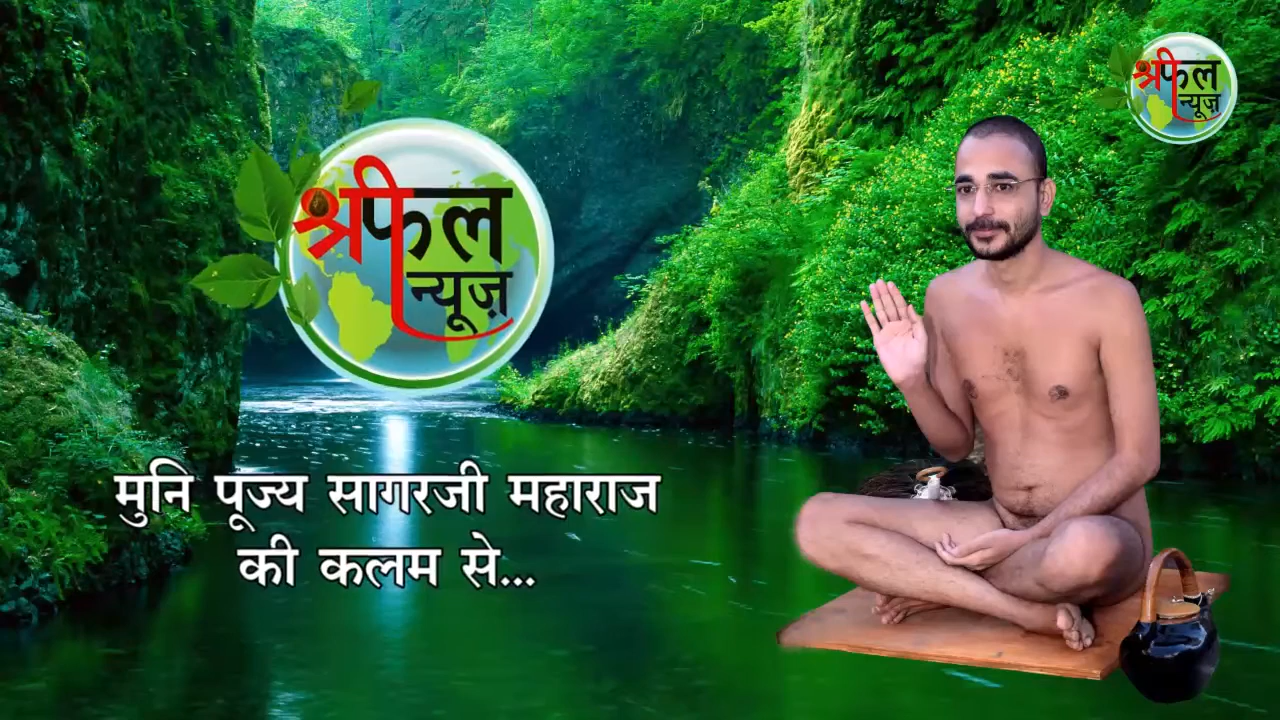 श्रीफल
न्यूज़
श्रीफल
न्यूज़
मुनि पूज्य सागरजी महाराज
की कलम से...